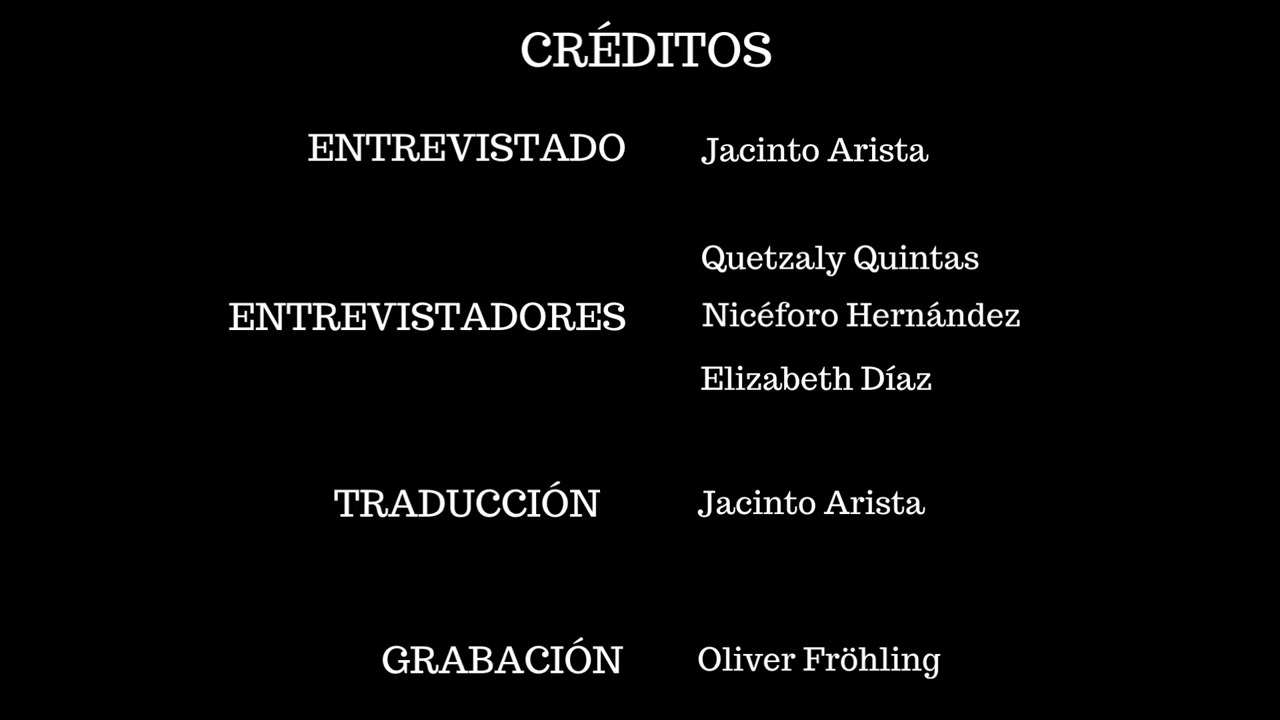 CRÉDITOS
ENTREVISTADO Jacinto Arista
Quetzaly Quintas
ENTREVISTADORES Nicéforo Hernández
Elizabeth Díaz
TRADUCCIÓN Jacinto Arista
GRABACIÓN Oliver Fröhling